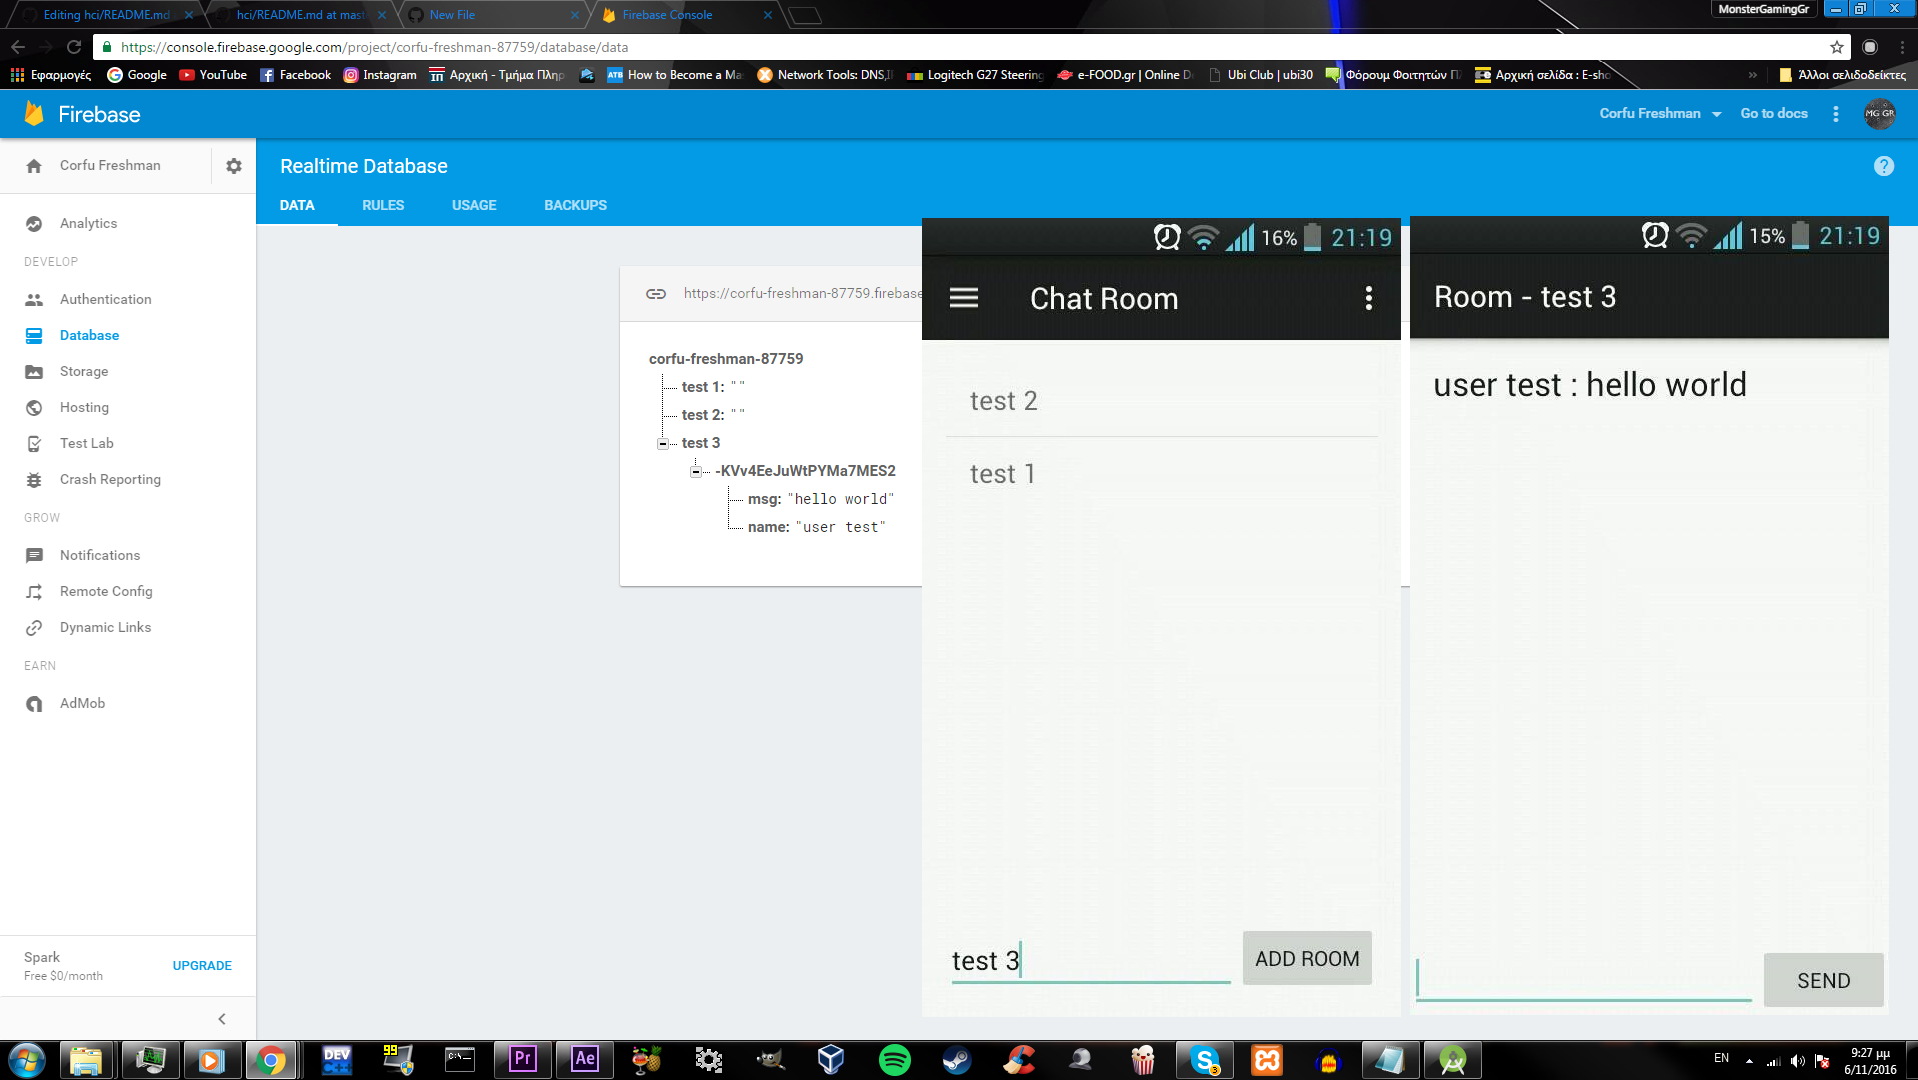 Editing hci/README.md
hci/README.md at mast
New File
Firebase Console
MonsterGamingGr
https://console.firebase.google.com/project/corfu-freshman-87759/database/data
Εφαρμογές
Google
YouTube
Facebook
Instagram
Αρχική - Τμήμα Πληρ
How to Become a Ma
Network Tools: DNS,I
Logitech G27 Steering
e-FOOD.gr | Online D
Ubi Club | ubi30
Φόρουμ Φοιτητών Π
Αρχική σελίδα : E-sho
»
Άλλοι σελιδοδείκτες
Firebase
Corfu Freshman
Go to docs
MG GR
Corfu Freshman
Realtime Database
?
DATA
RULES
USAGE
BACKUPS
Analytics
DEVELOP
Authentication
Database
Storage
Hosting
Test Lab
Crash Reporting
GROW
Notifications
Remote Config
Dynamic Links
EARN
AdMob
Spark
Free $0/month
UPGRADE
https://corfu-freshman-87759.firebase
corfu-freshman-87759
test 1: ""
test 2: ""
test 3
-KVv4EeJuWtPYMa7MES2
msg: "hello world"
name: "user test"
16% 21:19
Chat Room
test 2
test 1
test 3
ADD ROOM
15% 21:19
Room - test 3
user test : hello world
SEND
DEV
C++
99
C:\
Pr
Ae
S
3
EN
9:27 μμ
6/11/2016